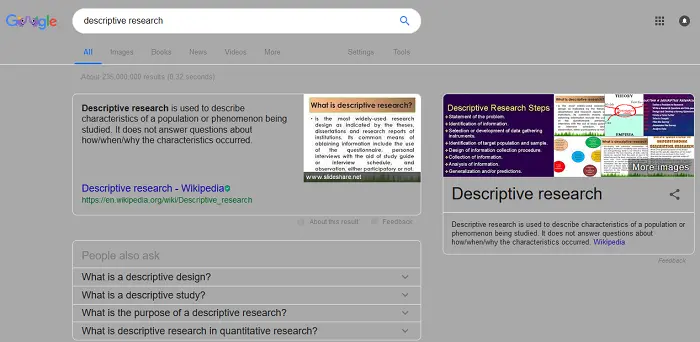 Google
descriptive research
All Images Books News Videos More Settings Tools
About 236,000,000 results (0.32 seconds)
Descriptive research is used to describe
characteristics of a population or phenomenon being
studied. It does not answer questions about
how/when/why the characteristics occurred.
What is descriptive research?
• is the most widely-used research
design as indicated by the theses,
dissertations and research reports of
institutions. Its common means of
obtaining information include the use
of the questionnaire, personal
interviews with the aid of study guide
or interview schedule, and
observation, either participatory or not.
www.slideshare.net
Descriptive research - Wikipedia
https://en.wikipedia.org/wiki/Descriptive_research
About this result Feedback
People also ask
What is a descriptive design?
What is a descriptive study?
What is the purpose of a descriptive research?
What is descriptive research in quantitative research?
Descriptive Research Steps
Statement of the problem.
Identification of information.
Selection or development of data gathering
instruments.
Identification of target population and sample.
Design of information collection procedure.
Collection of information.
Analysis of information.
Generalization and/or predictions.
What is descriptive research?
THEORY
EMPIRIA
UNDERSTANDING
More images
Descriptive research
Descriptive research is used to describe characteristics of a population or
phenomenon being studied. It does not answer questions about
how/when/why the characteristics occurred. Wikipedia
Feedback